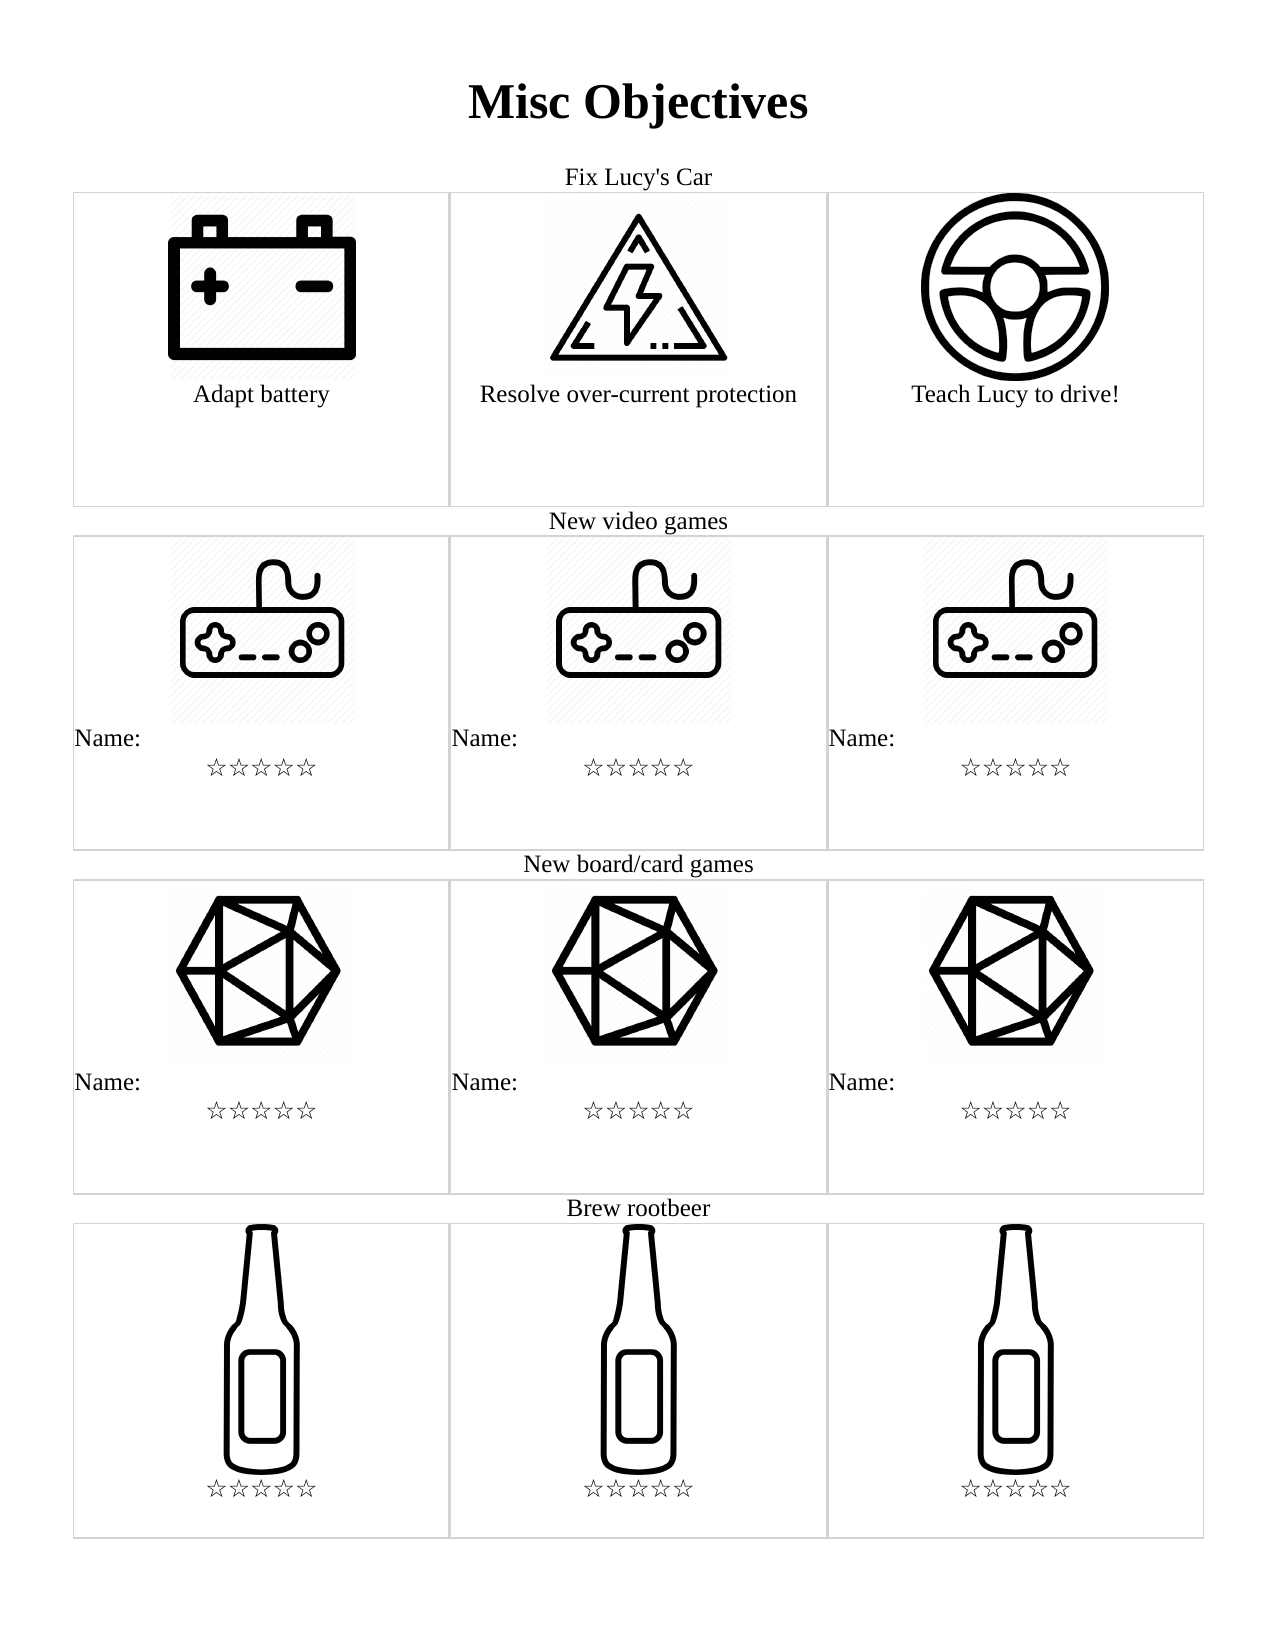 Misc Objectives
Fix Lucy's Car
Adapt battery
Resolve over-current protection
Teach Lucy to drive!
New video games
Name:
☆☆☆☆☆
Name:
☆☆☆☆☆
Name:
☆☆☆☆☆
New board/card games
Name:
☆☆☆☆☆
Name:
☆☆☆☆☆
Name:
☆☆☆☆☆
Brew rootbeer
☆☆☆☆☆
☆☆☆☆☆
☆☆☆☆☆